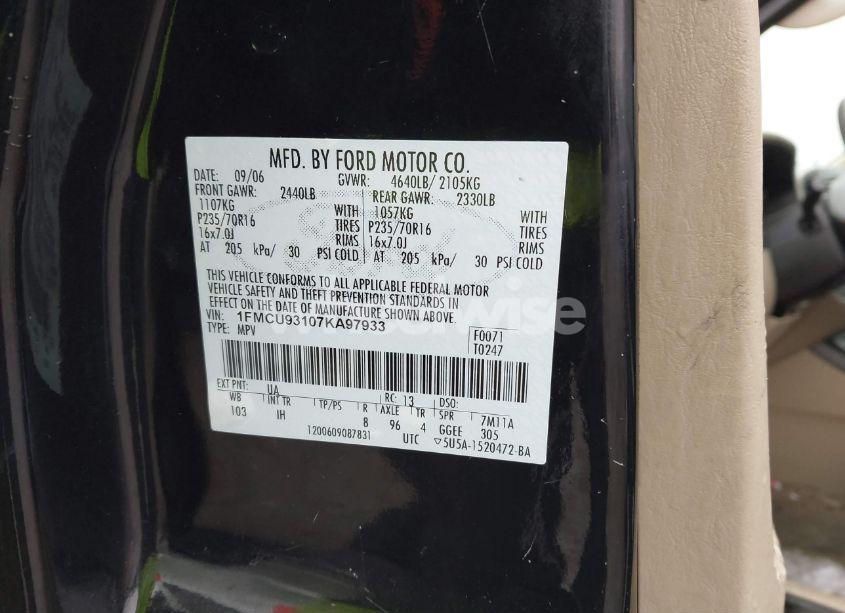 MFD. BY FORD MOTOR CO.
DATE: 09/06 GVWR: 4640LB/ 2105KG
FRONT GAWR: 2440LB REAR GAWR: 2330LB
1107KG WITH 1057KG WITH
P235/70R16 TIRES P235/70R16 TIRES
16x7.0J RIMS 16x7.0J RIMS
AT 205 kPa/ 30 PSI COLD AT 205 kPa/ 30 PSI COLD
THIS VEHICLE CONFORMS TO ALL APPLICABLE FEDERAL MOTOR
VEHICLE SAFETY AND THEFT PREVENTION STANDARDS IN
EFFECT ON THE DATE OF MANUFACTURE SHOWN ABOVE.
VIN: 1FMCU93107KA97933
TYPE: MPV
F0071
T0247
EXT PNT: UA RC: 13 DSO:
WB INT TR TP/PS R AXLE TR SPR 7M11A
103 IH 8 96 4 GGEE 305
1200609087831 UTC ▽5U5A-1520472-BA